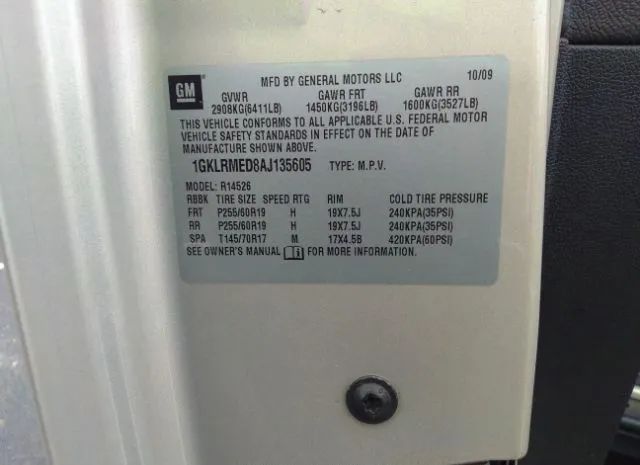 GM
MFD BY GENERAL MOTORS LLC 10/09
GVWR GAWR FRT GAWR RR
2908KG(6411LB) 1450KG(3196LB) 1600KG(3527LB)
THIS VEHICLE CONFORMS TO ALL APPLICABLE U.S. FEDERAL MOTOR
VEHICLE SAFETY STANDARDS IN EFFECT ON THE DATE OF
MANUFACTURE SHOWN ABOVE.
1GKLRMED8AJ135605 TYPE: M.P.V.
MODEL: R14526
RBBK TIRE SIZE SPEED RTG RIM COLD TIRE PRESSURE
FRT P255/60R19 H 19X7.5J 240KPA(35PSI)
RR P255/60R19 H 19X7.5J 240KPA(35PSI)
SPA T145/70R17 M 17X4.5B 420KPA(60PSI)
SEE OWNER'S MANUAL i FOR MORE INFORMATION